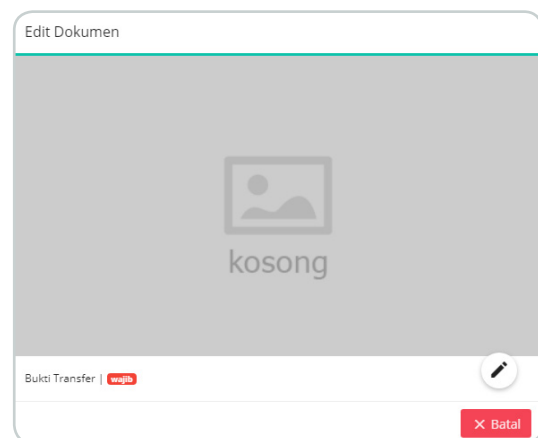 Edit Dokumen
kosong
Bukti Transfer | wajib
× Batal